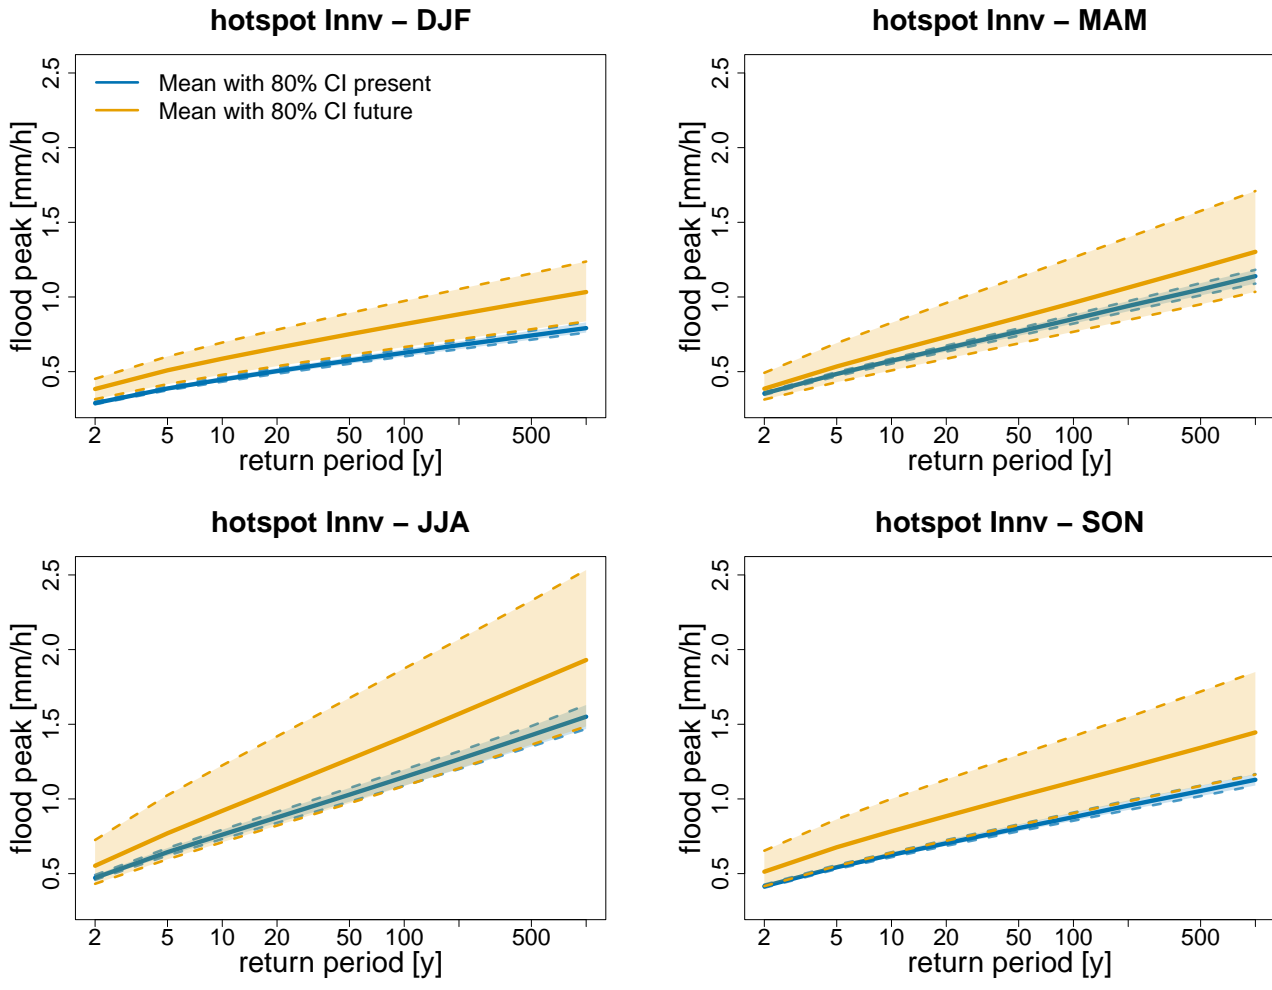 hotspot Innv – DJF
flood peak [mm/h]
2.5
2.0
1.5
1.0
0.5
Mean with 80% CI present
Mean with 80% CI future
2 5 10 20 50 100 500
return period [y]
hotspot Innv – MAM
flood peak [mm/h]
2.5
2.0
1.5
1.0
0.5
2 5 10 20 50 100 500
return period [y]
hotspot Innv – JJA
flood peak [mm/h]
2.5
2.0
1.5
1.0
0.5
2 5 10 20 50 100 500
return period [y]
hotspot Innv – SON
flood peak [mm/h]
2.5
2.0
1.5
1.0
0.5
2 5 10 20 50 100 500
return period [y]